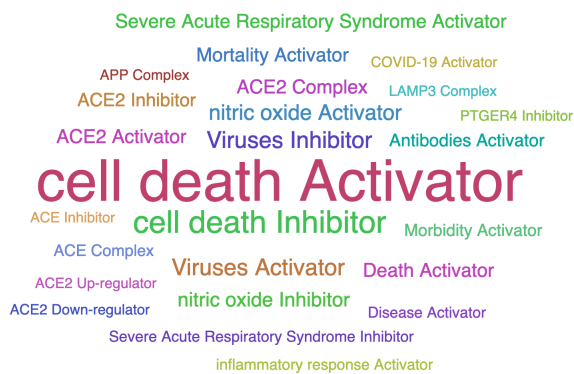 Severe Acute Respiratory Syndrome Activator
Mortality Activator
COVID-19 Activator
APP Complex
ACE2 Complex
LAMP3 Complex
ACE2 Inhibitor
nitric oxide Activator
PTGER4 Inhibitor
ACE2 Activator
Viruses Inhibitor
Antibodies Activator
cell death Activator
ACE Inhibitor
cell death Inhibitor
Morbidity Activator
ACE Complex
Viruses Activator
Death Activator
ACE2 Up-regulator
nitric oxide Inhibitor
ACE2 Down-regulator
Disease Activator
Severe Acute Respiratory Syndrome Inhibitor
inflammatory response Activator